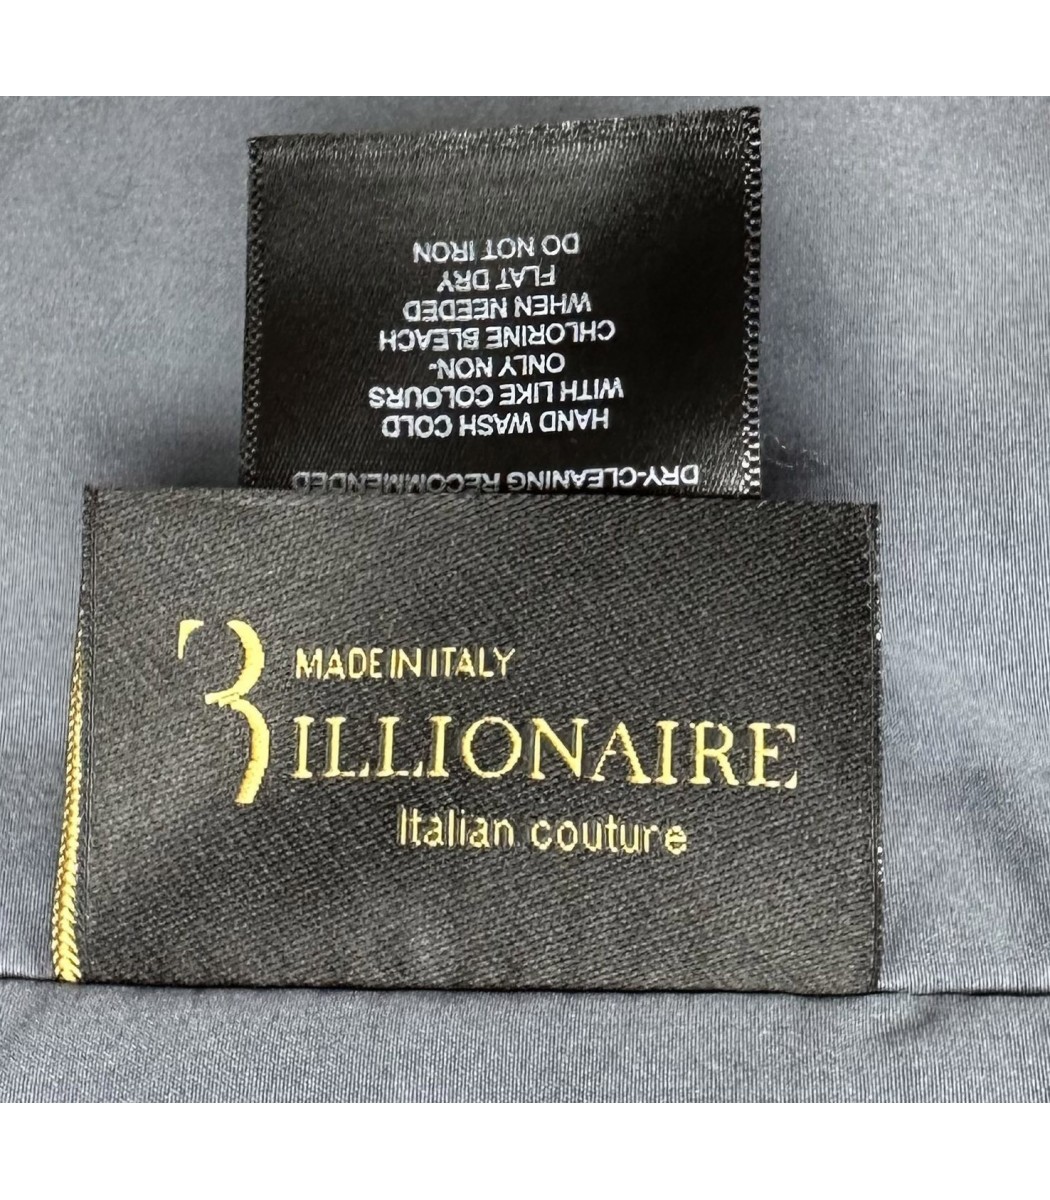 DRY-CLEANING RECOMMENDED
HAND WASH COLD
WITH LIKE COLOURS
ONLY NON-
CHLORINE BLEACH
WHEN NEEDED
FLAT DRY
DO NOT IRON
MADE IN ITALY
BILLIONAIRE
Italian couture